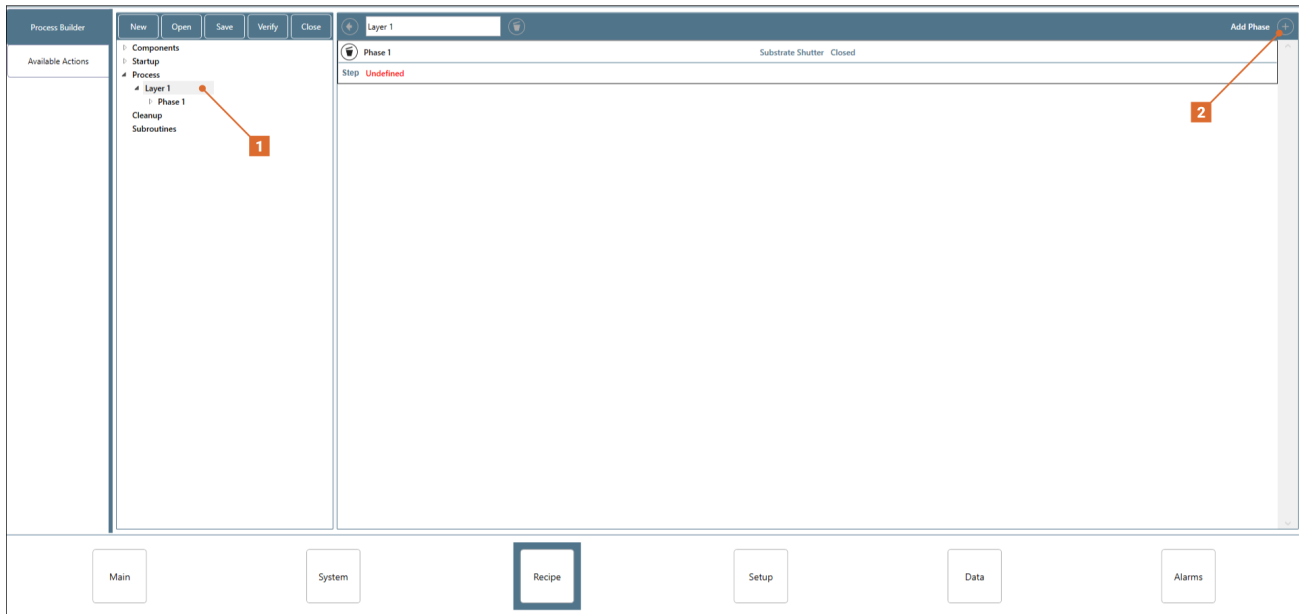 Process Builder
Available Actions
New Open Save Verify Close
Components
Startup
Process
Layer 1
Phase 1
Cleanup
Subroutines
1
Layer 1
Add Phase
Phase 1 Substrate Shutter Closed
Step Undefined
2
Main System Recipe Setup Data Alarms